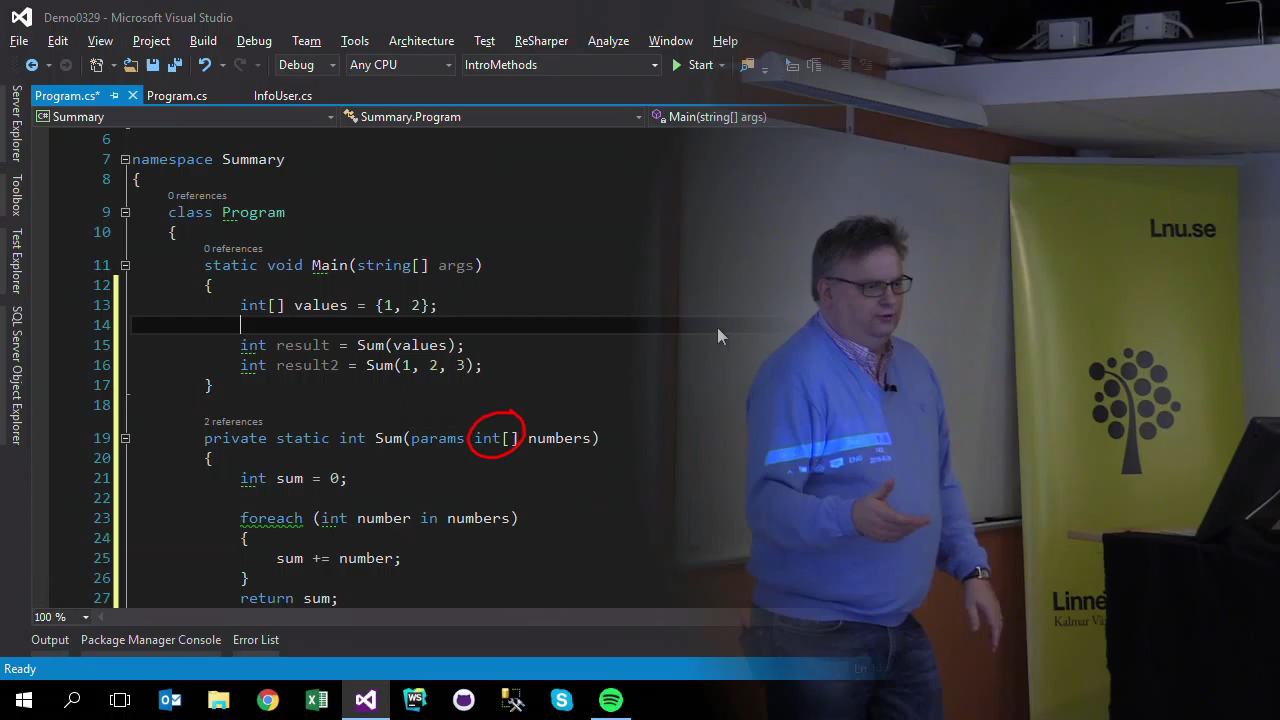 Demo0329 - Microsoft Visual Studio
File Edit View Project Build Debug Team Tools Architecture Test ReSharper Analyze Window Help
Debug Any CPU IntroMethods Start
Program.cs* Program.cs InfoUser.cs
Summary Summary.Program Main(string[] args)
Server Explorer
Toolbox
Test Explorer
SQL Server Object Explorer
6
7 namespace Summary
8 {
0 references
9 class Program
10 {
0 references
11 static void Main(string[] args)
12 {
13 int[] values = {1, 2};
14
15 int result = Sum(values);
16 int result2 = Sum(1, 2, 3);
17 }
18
2 references
19 private static int Sum(params int[] numbers)
20 {
21 int sum = 0;
22
23 foreach (int number in numbers)
24 {
25 sum += number;
26 }
27 return sum;
100 %
Output Package Manager Console Error List
Ready
Lnu.se
ENG